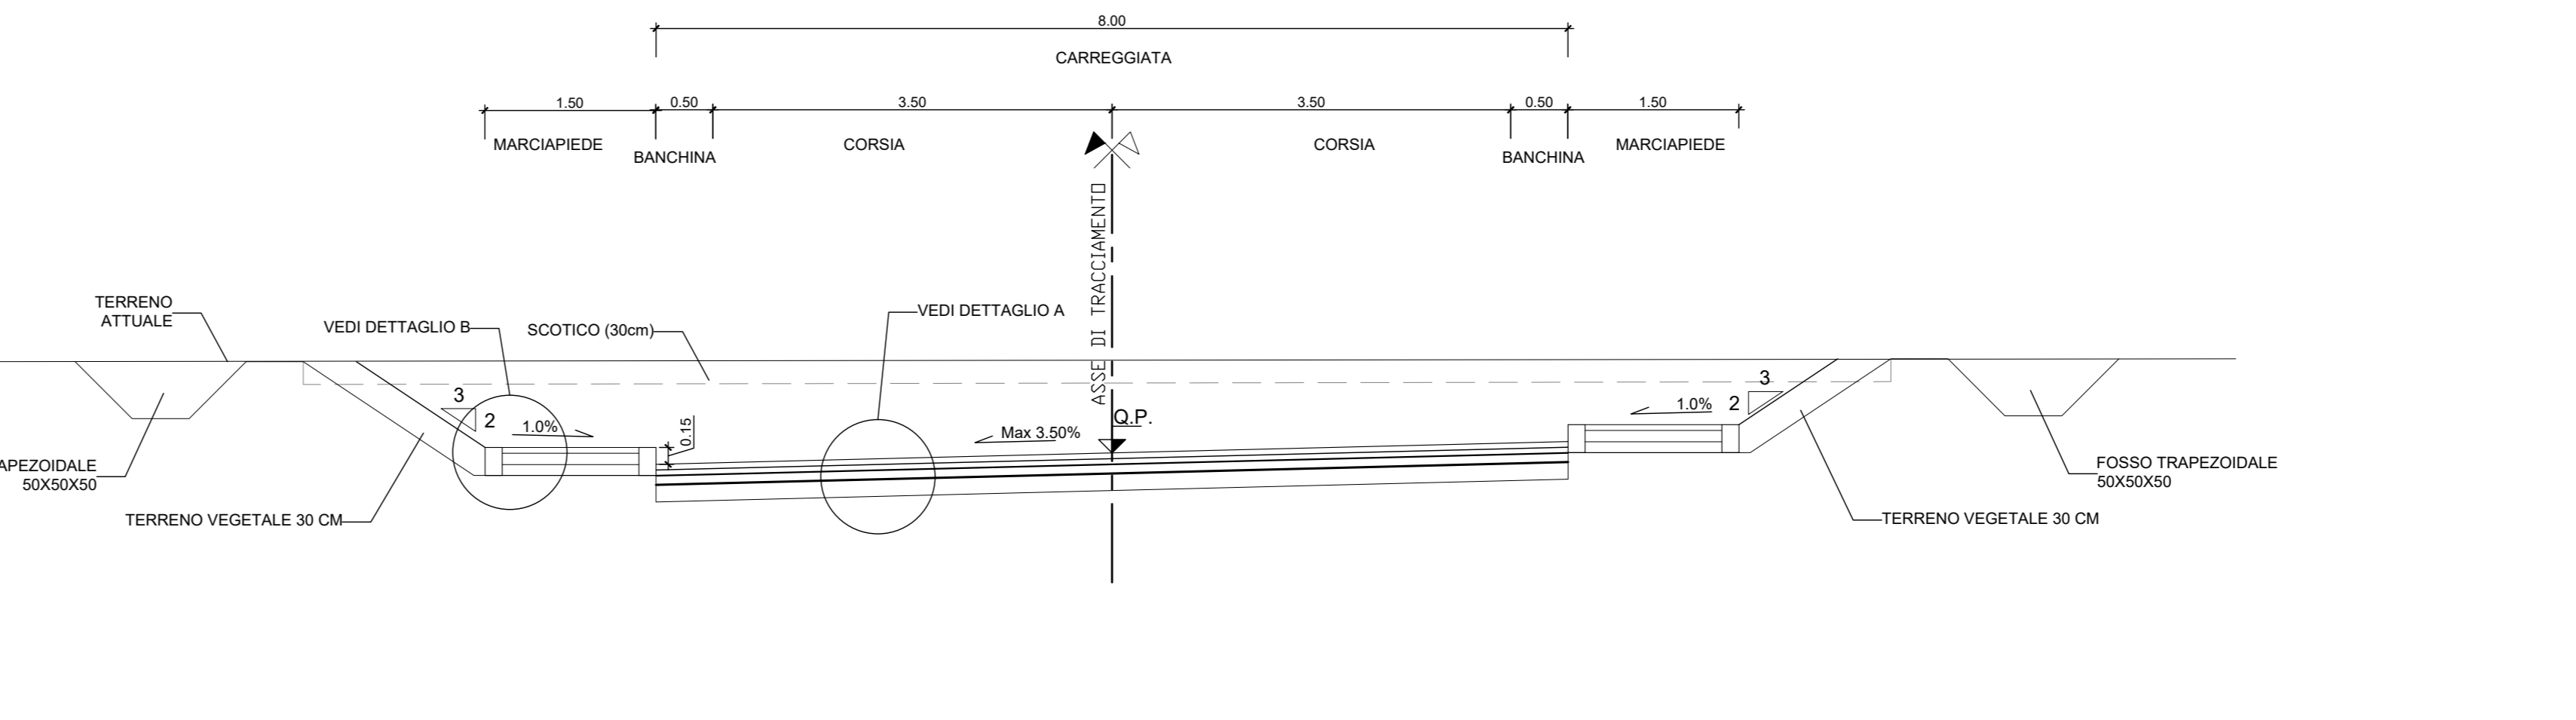 8.00
CARREGGIATA
1.50
0.50
3.50
3.50
0.50
1.50
MARCIAPIEDE
BANCHINA
CORSIA
CORSIA
BANCHINA
MARCIAPIEDE
ASSE DI TRACCIAMENTO
TERRENO
ATTUALE
VEDI DETTAGLIO B
SCOTICO (30cm)
VEDI DETTAGLIO A
3
2
1.0%
0.15
Max 3.50%
Q.P.
1.0%
3
2
APEZOIDALE
50X50X50
TERRENO VEGETALE 30 CM
FOSSO TRAPEZOIDALE
50X50X50
TERRENO VEGETALE 30 CM